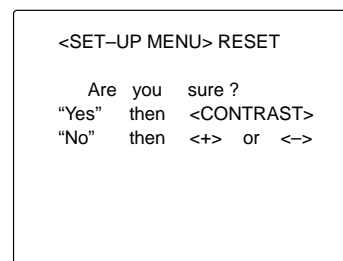 <SET–UP MENU> RESET
Are you sure ?
“Yes” then <CONTRAST>
“No” then <+> or <–>